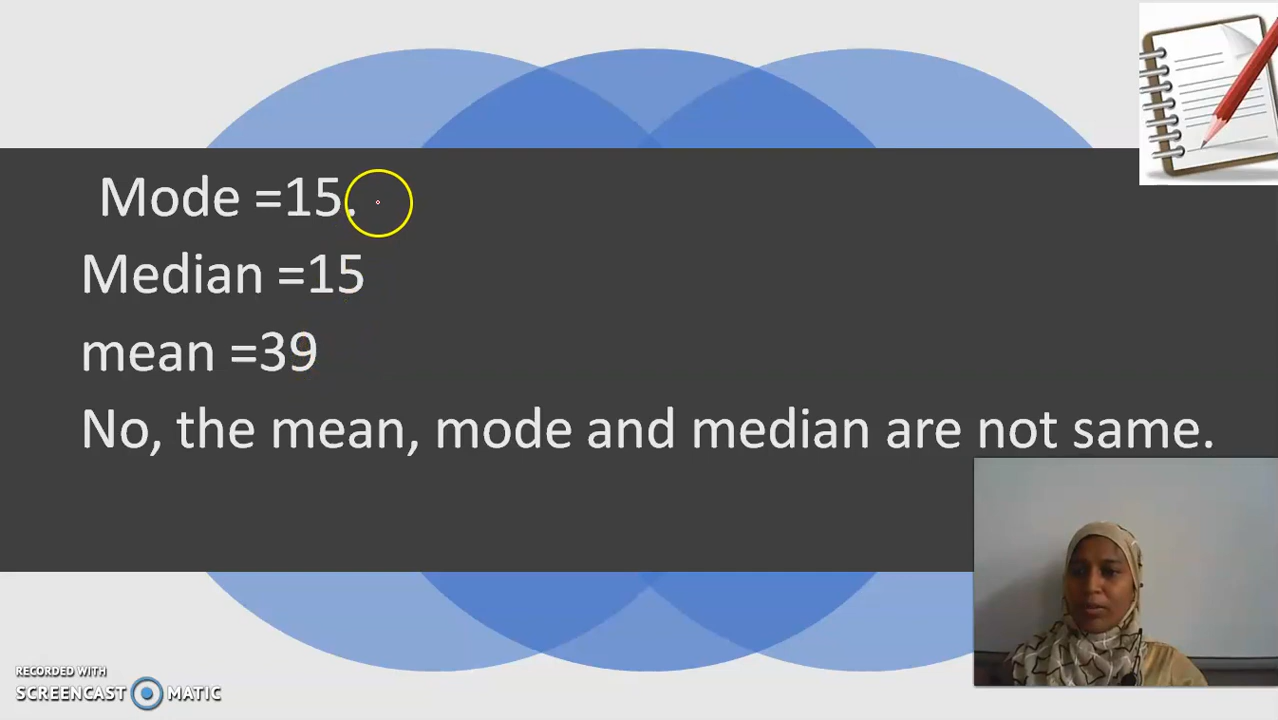 Mode =15.
Median =15
mean =39
No, the mean, mode and median are not same.
RECORDED WITH
SCREENCAST MATIC